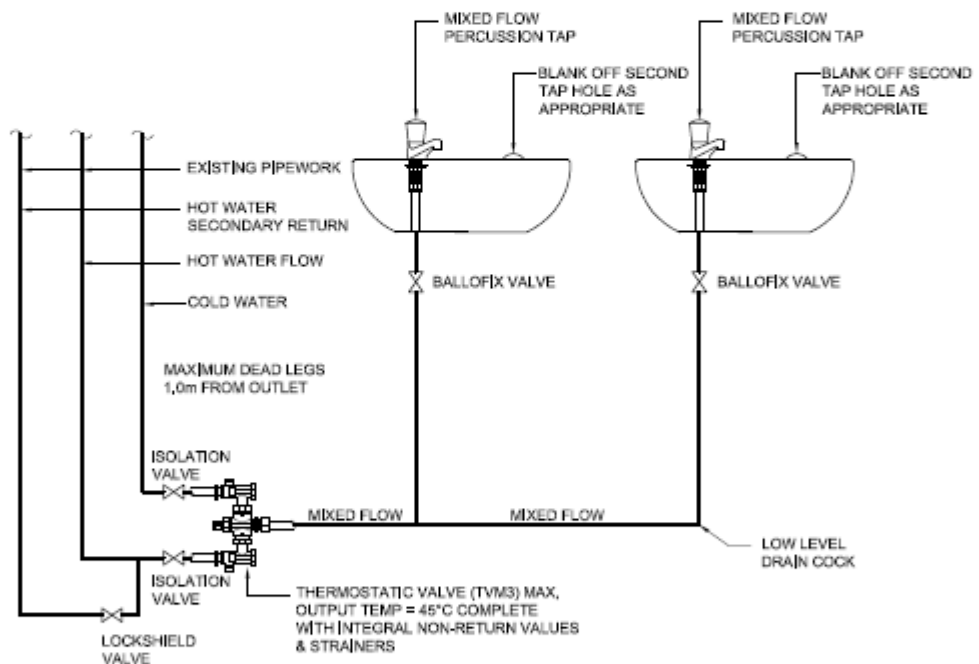 MIXED FLOW
PERCUSSION TAP
BLANK OFF SECOND
TAP HOLE AS
APPROPRIATE
MIXED FLOW
PERCUSSION TAP
BLANK OFF SECOND
TAP HOLE AS
APPROPRIATE
EXISTING PIPEWORK
HOT WATER
SECONDARY RETURN
HOT WATER FLOW
COLD WATER
BALLOFIX VALVE
BALLOFIX VALVE
MAXIMUM DEAD LEGS
1,0m FROM OUTLET
ISOLATION
VALVE
MIXED FLOW
MIXED FLOW
LOW LEVEL
DRAIN COCK
ISOLATION
VALVE
THERMOSTATIC VALVE (TVM3) MAX,
OUTPUT TEMP = 45°C COMPLETE
WITH INTEGRAL NON-RETURN VALUES
& STRAINERS
LOCKSHIELD
VALVE